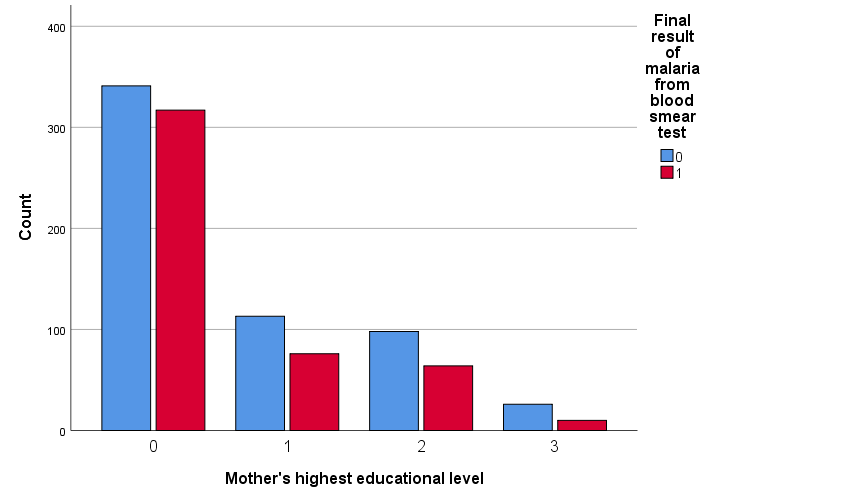 400
300
200
100
0
Count
0 1 2 3
Mother's highest educational level
Final
result
of
malaria
from
blood
smear
test
0
1